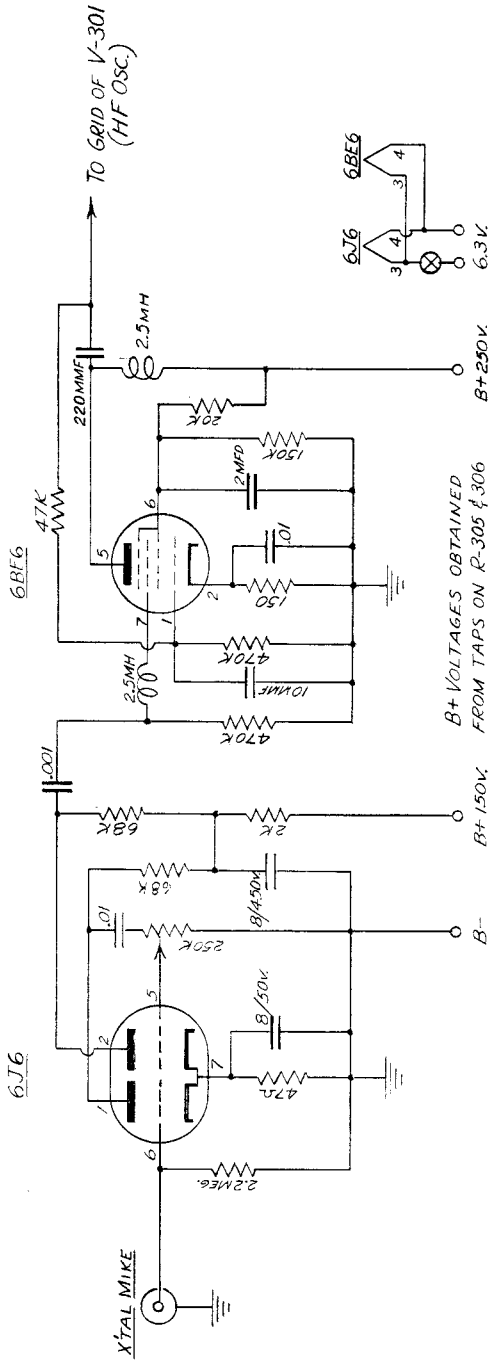 X'TAL MIKE
6J6
6
1
2
5
7
2.2MEG.
47Ω
8/50V.
.01
250K
68K
8/450V
68K
2K
.001
B-
B+ 150V.
6BF6
47K
2.5MH
7
1
5
6
2
470K
10MMF
470K
150
.01
2MFD
150K
20K
220MMF
2.5MH
B+250V.
TO GRID OF V-301
(HF OSC.)
B+ VOLTAGES OBTAINED
FROM TAPS ON R-305 & 306
6J6
6BE6
3
4
3
4
6.3V.